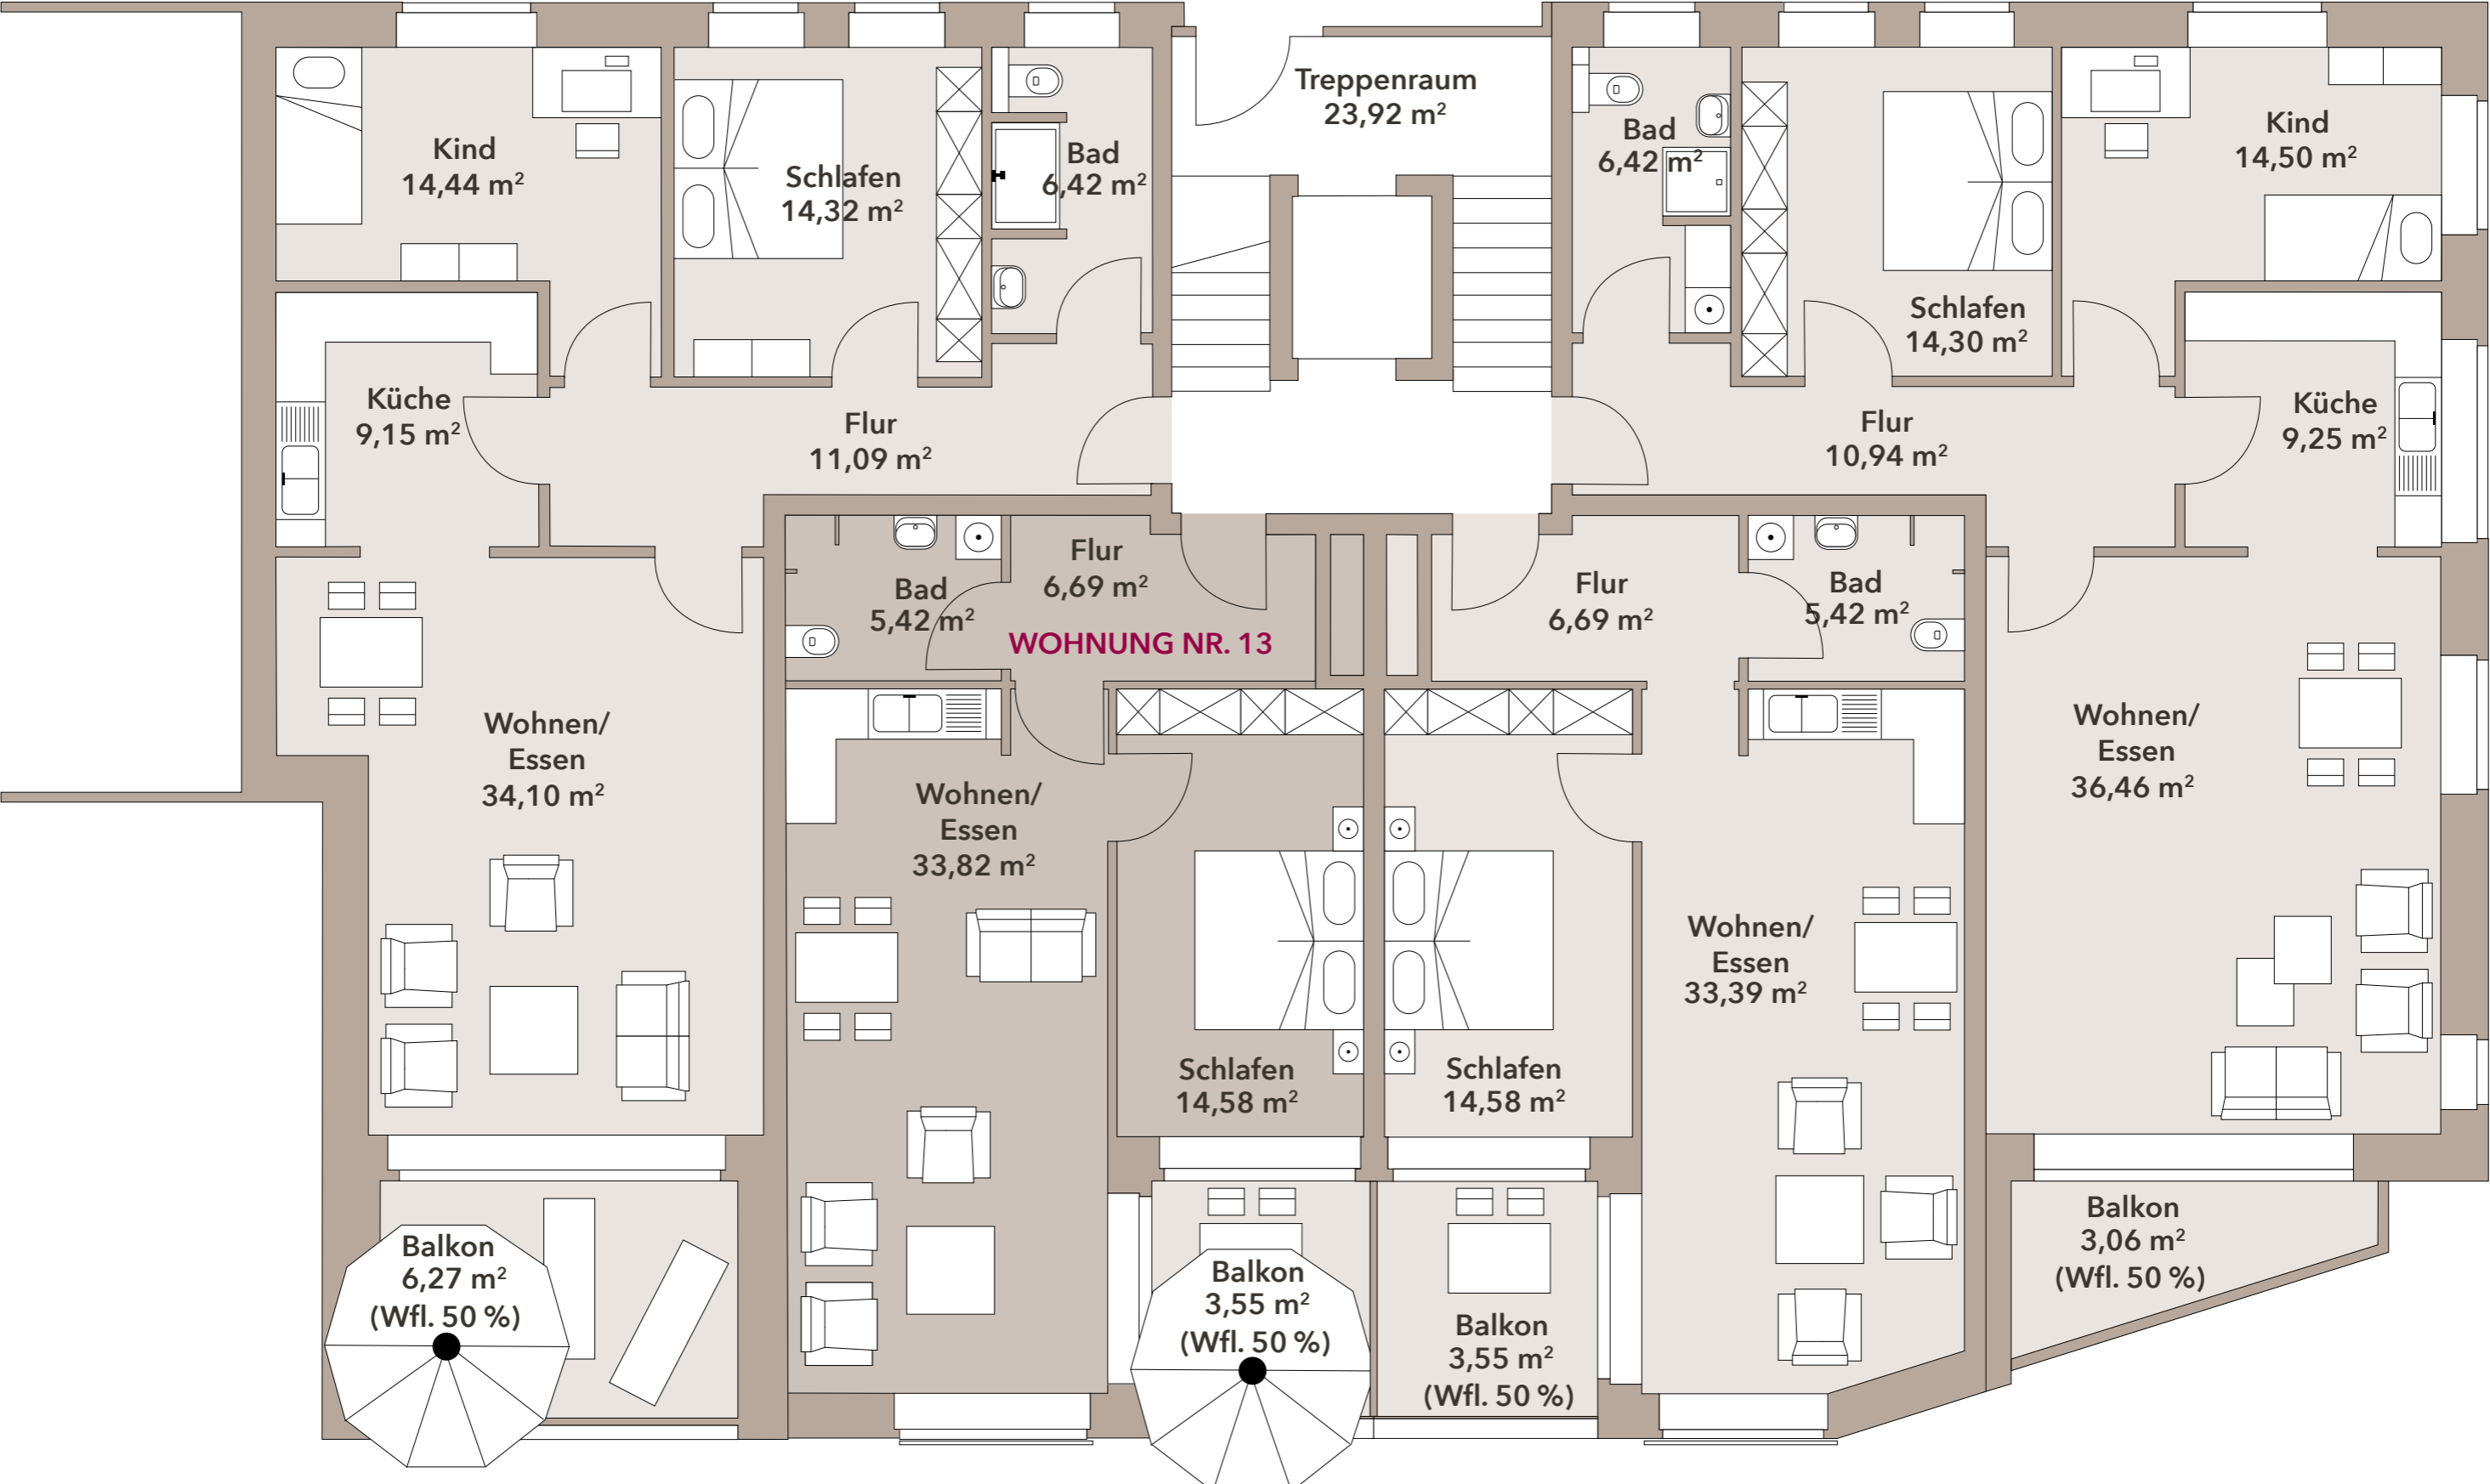 Treppenraum
23,92 m²
Kind
14,44 m²
Schlafen
14,32 m²
Bad
6,42 m²
Bad
6,42 m²
Kind
14,50 m²
Schlafen
14,30 m²
Küche
9,15 m²
Flur
11,09 m²
Flur
10,94 m²
Küche
9,25 m²
Bad
5,42 m²
Flur
6,69 m²
WOHNUNG NR. 13
Flur
6,69 m²
Bad
5,42 m²
Wohnen/
Essen
34,10 m²
Wohnen/
Essen
33,82 m²
Wohnen/
Essen
33,39 m²
Wohnen/
Essen
36,46 m²
Schlafen
14,58 m²
Schlafen
14,58 m²
Balkon
6,27 m²
(Wfl. 50 %)
Balkon
3,55 m²
(Wfl. 50 %)
Balkon
3,55 m²
(Wfl. 50 %)
Balkon
3,06 m²
(Wfl. 50 %)